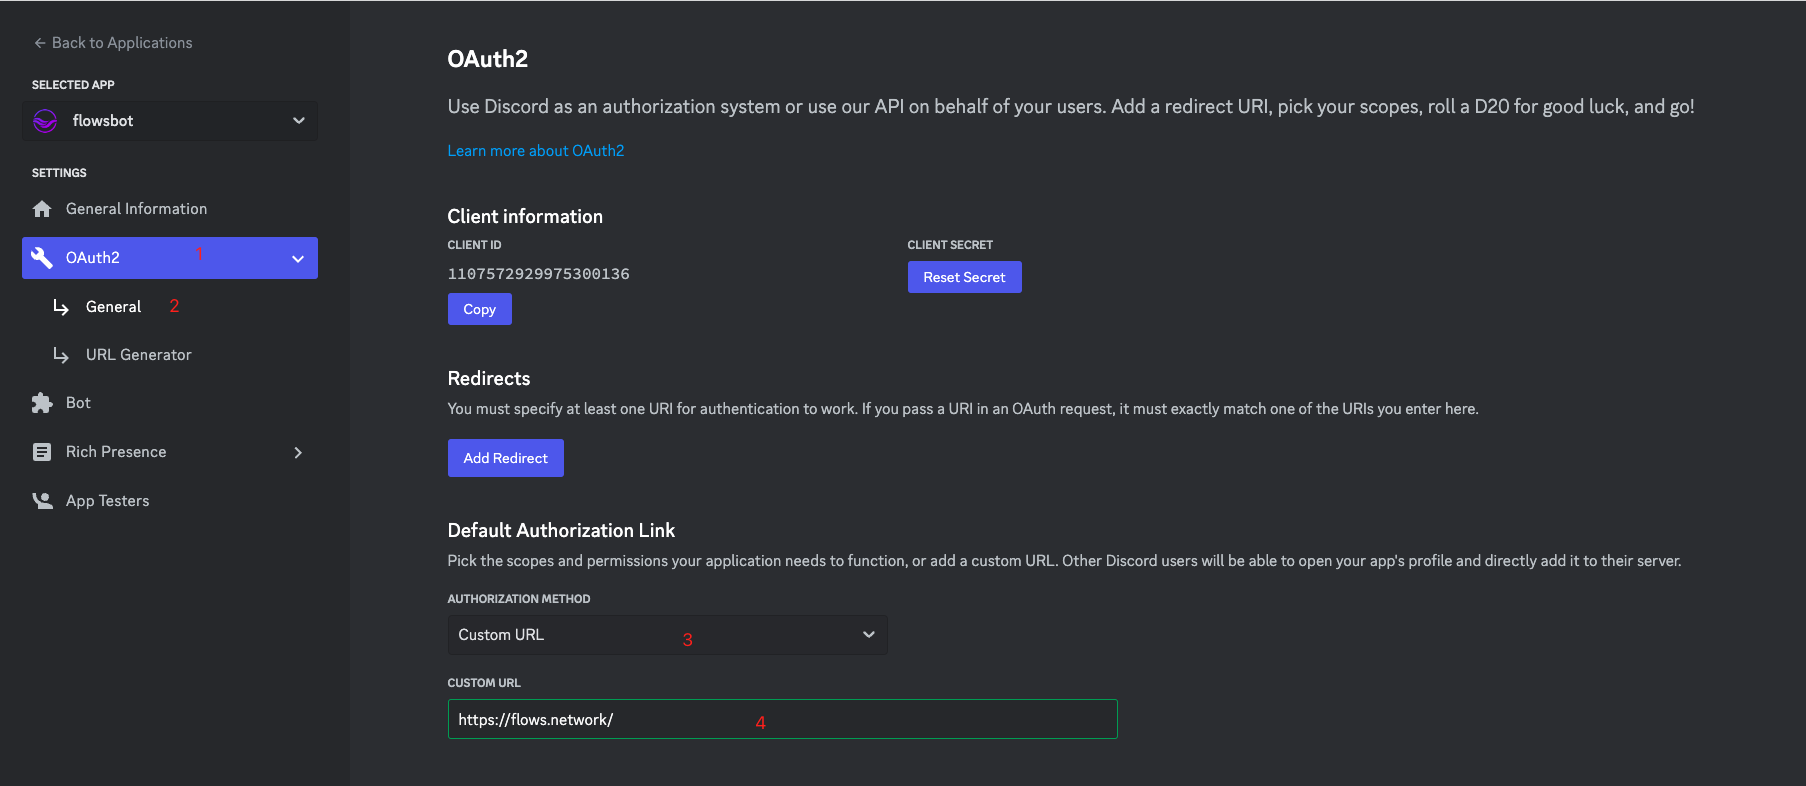 ← Back to Applications
SELECTED APP
flowsbot
SETTINGS
General Information
OAuth2 1
General 2
URL Generator
Bot
Rich Presence
App Testers
OAuth2
Use Discord as an authorization system or use our API on behalf of your users. Add a redirect URI, pick your scopes, roll a D20 for good luck, and go!
Learn more about OAuth2
Client information
CLIENT ID
1107572929975300136
Copy
CLIENT SECRET
Reset Secret
Redirects
You must specify at least one URI for authentication to work. If you pass a URI in an OAuth request, it must exactly match one of the URIs you enter here.
Add Redirect
Default Authorization Link
Pick the scopes and permissions your application needs to function, or add a custom URL. Other Discord users will be able to open your app's profile and directly add it to their server.
AUTHORIZATION METHOD
Custom URL 3
CUSTOM URL
https://flows.network/ 4